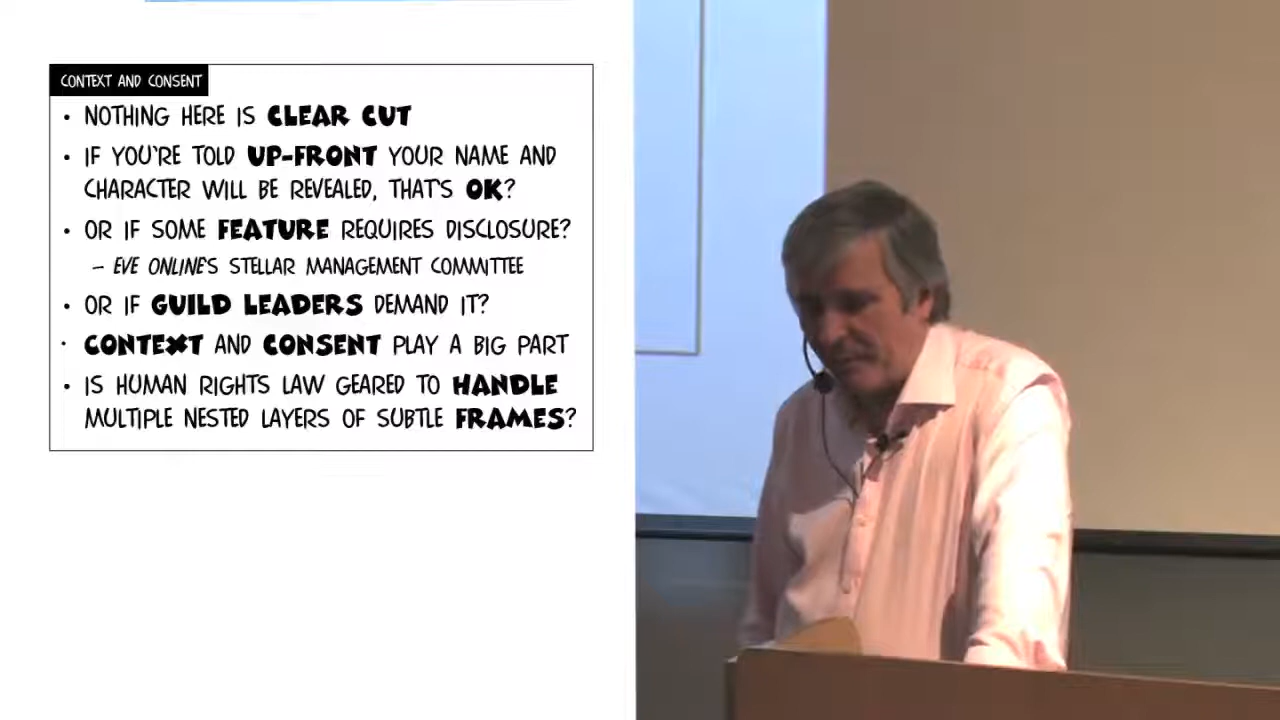 CONTEXT AND CONSENT
• NOTHING HERE IS CLEAR CUT
• IF YOU'RE TOLD UP-FRONT YOUR NAME AND
CHARACTER WILL BE REVEALED, THAT'S OK?
• OR IF SOME FEATURE REQUIRES DISCLOSURE?
– EVE ONLINE'S STELLAR MANAGEMENT COMMITTEE
• OR IF GUILD LEADERS DEMAND IT?
• CONTEXT AND CONSENT PLAY A BIG PART
• IS HUMAN RIGHTS LAW GEARED TO HANDLE
MULTIPLE NESTED LAYERS OF SUBTLE FRAMES?